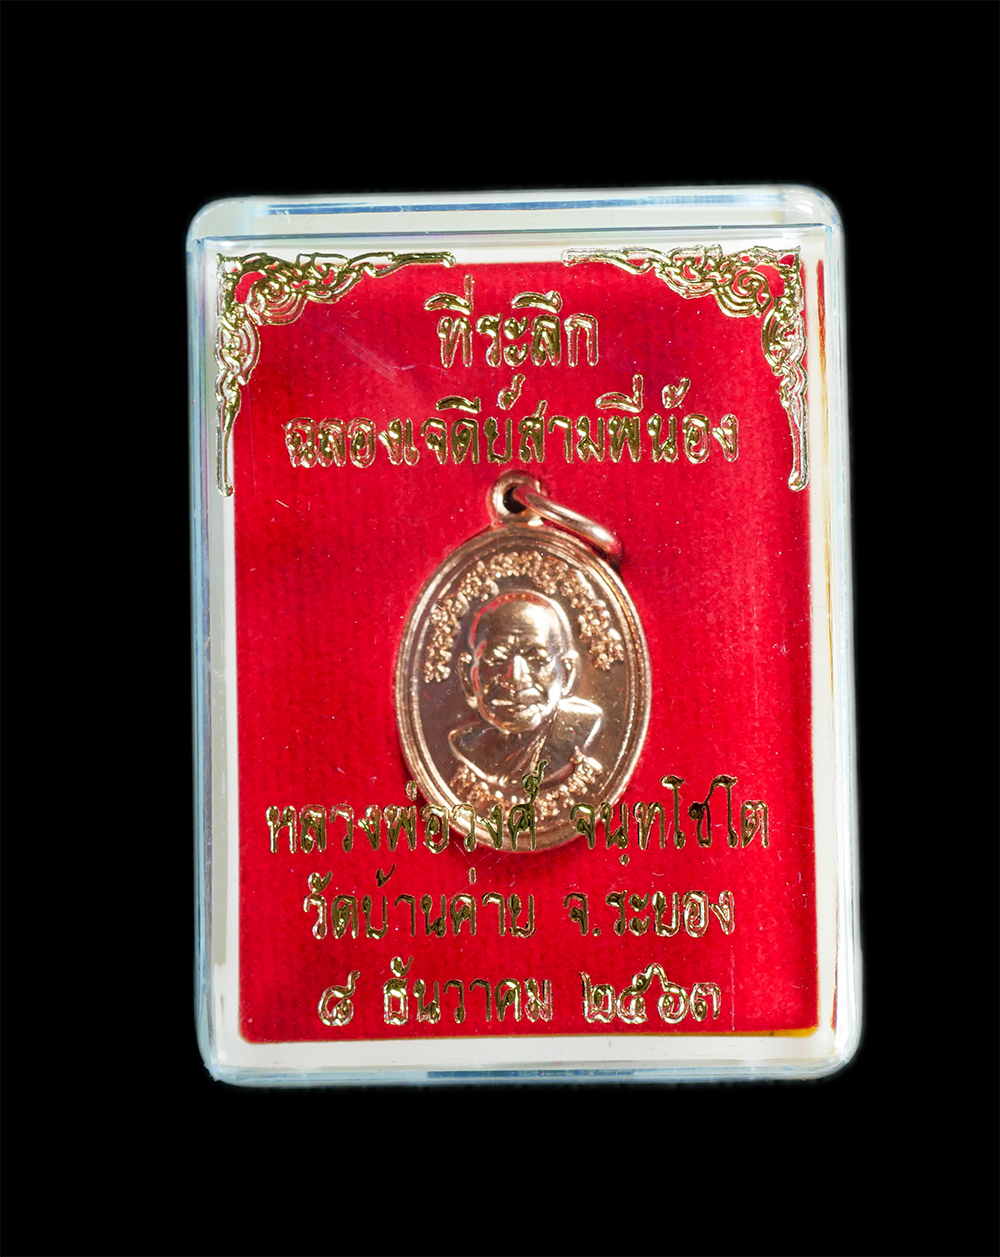 ที่ระลึก
ฉลองเจดีย์สามพี่น้อง
หลวงพ่อวงศ์ จนฺทโชโต
วัดบ้านค่าย จ.ระยอง
๘ ธันวาคม ๒๕๖๓